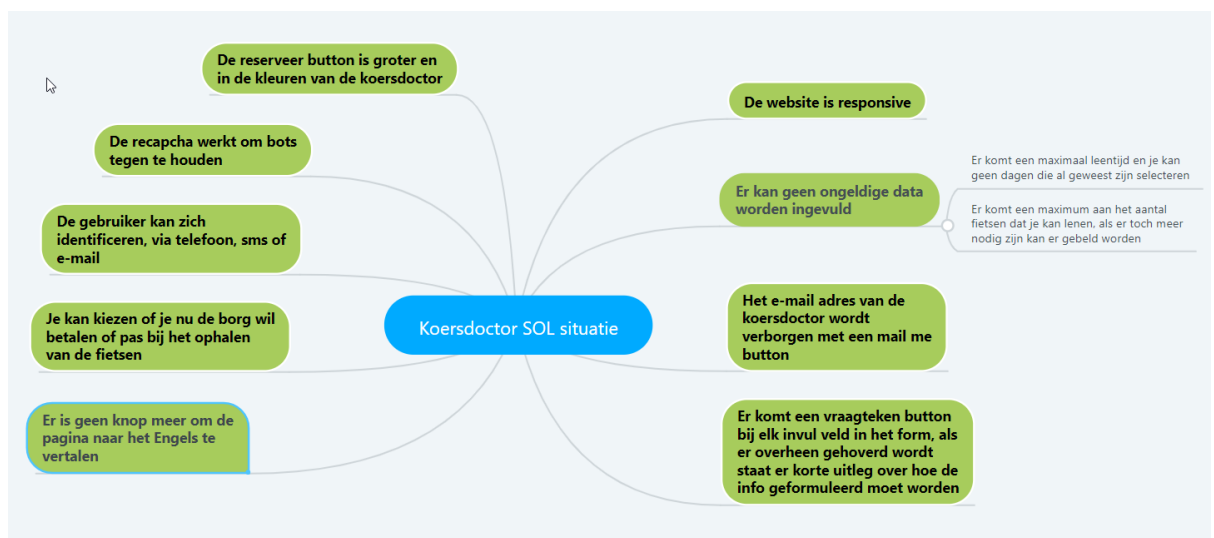 De reserveer button is groter en
in de kleuren van de koersdoctor
De recapcha werkt om bots
tegen te houden
De gebruiker kan zich
identificeren, via telefoon, sms of
e-mail
Je kan kiezen of je nu de borg wil
betalen of pas bij het ophalen
van de fietsen
Er is geen knop meer om de
pagina naar het Engels te
vertalen
Koersdoctor SOL situatie
De website is responsive
Er kan geen ongeldige data
worden ingevuld
Er komt een maximaal leentijd en je kan
geen dagen die al geweest zijn selecteren
Er komt een maximum aan het aantal
fietsen dat je kan lenen, als er toch meer
nodig zijn kan er gebeld worden
Het e-mail adres van de
koersdoctor wordt
verborgen met een mail me
button
Er komt een vraagteken button
bij elk invul veld in het form, als
er overheen gehoverd wordt
staat er korte uitleg over hoe de
info geformuleerd moet worden